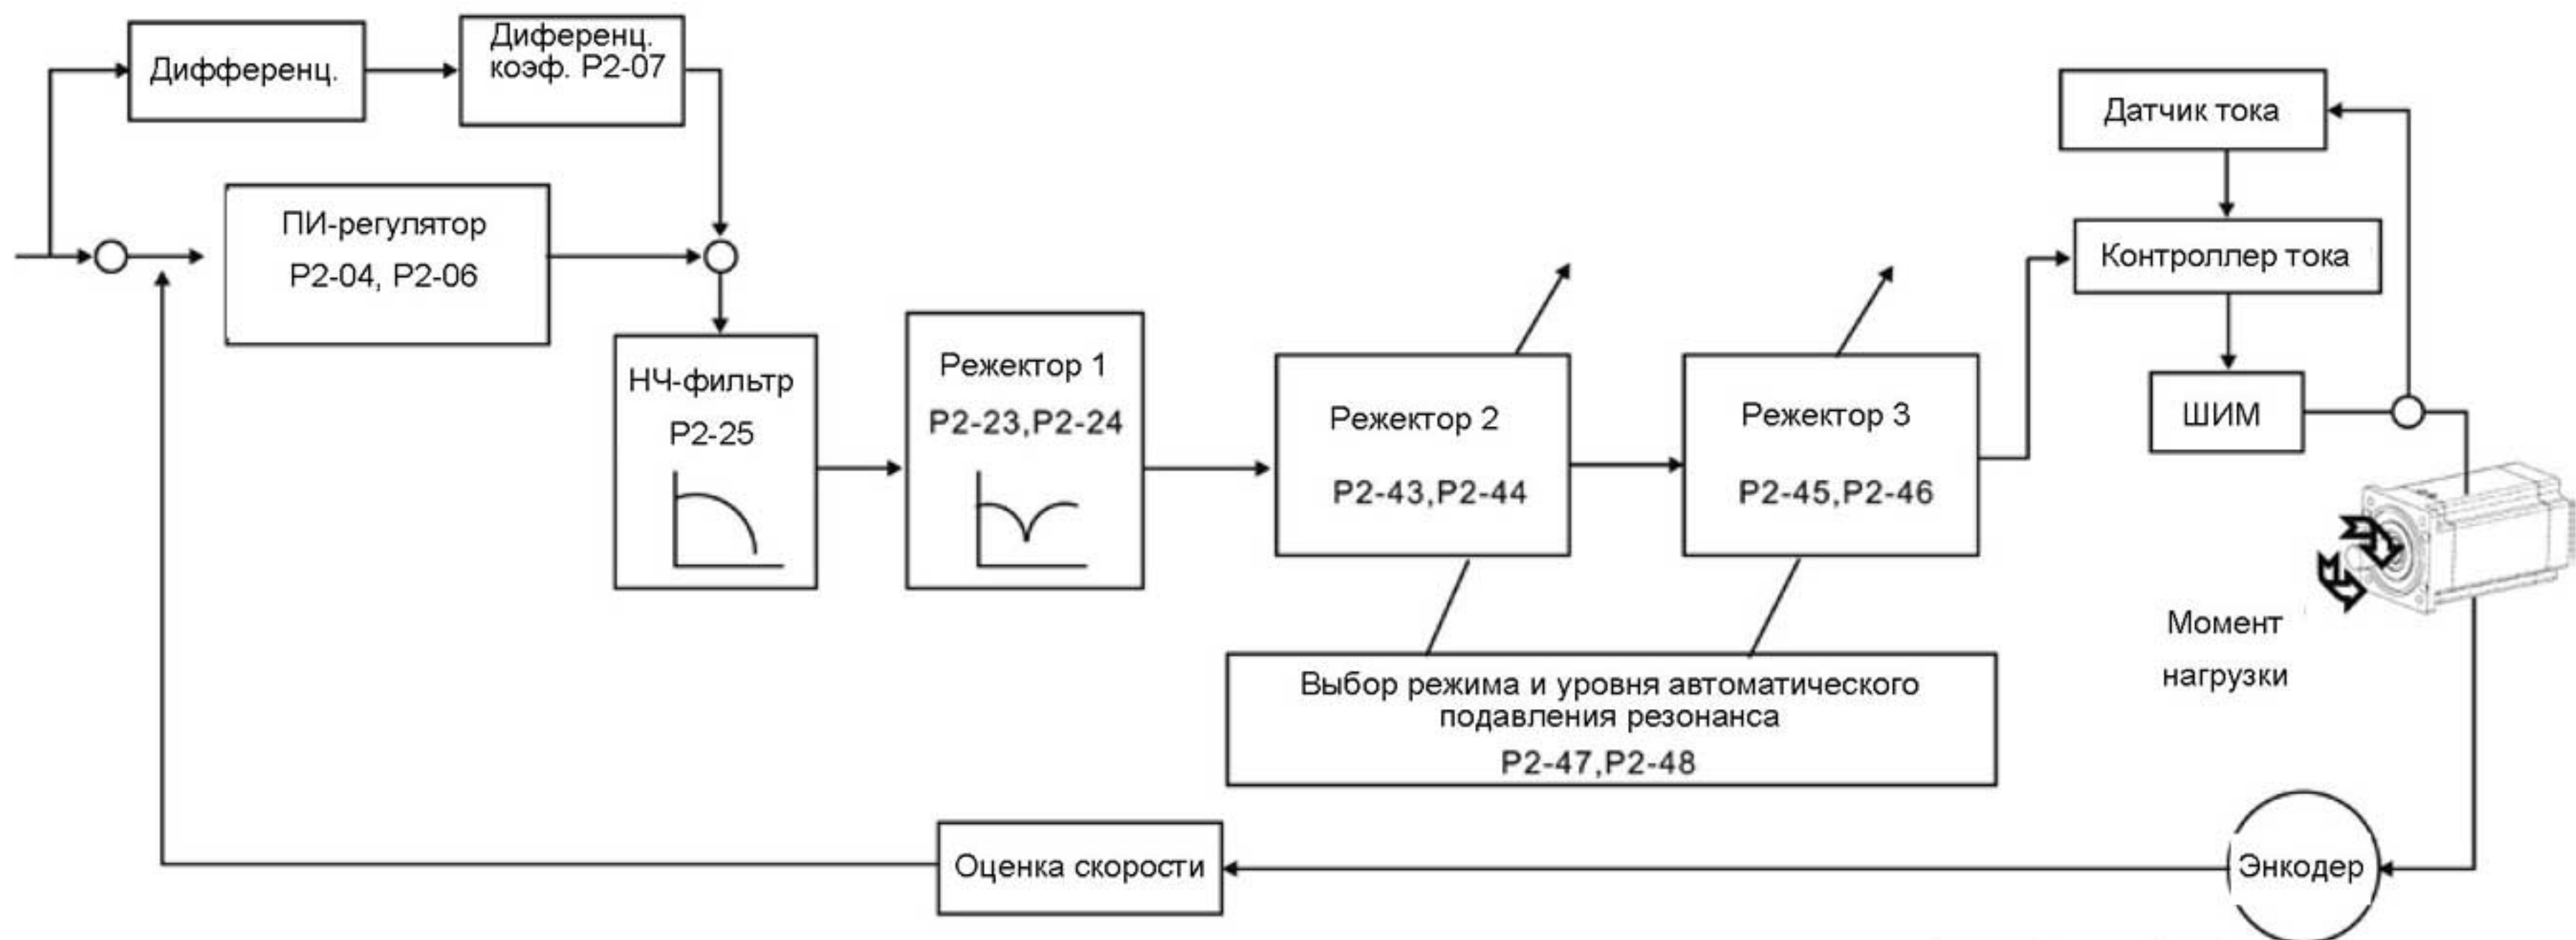 Дифференц.
Диференц.
коэф. P2-07
Датчик тока
ПИ-регулятор
P2-04, P2-06
Контроллер тока
НЧ-фильтр
P2-25
Режектор 1
P2-23,P2-24
Режектор 2
P2-43,P2-44
Режектор 3
P2-45,P2-46
ШИМ
Момент
нагрузки
Выбор режима и уровня автоматического
подавления резонанса
P2-47,P2-48
Оценка скорости
Энкодер